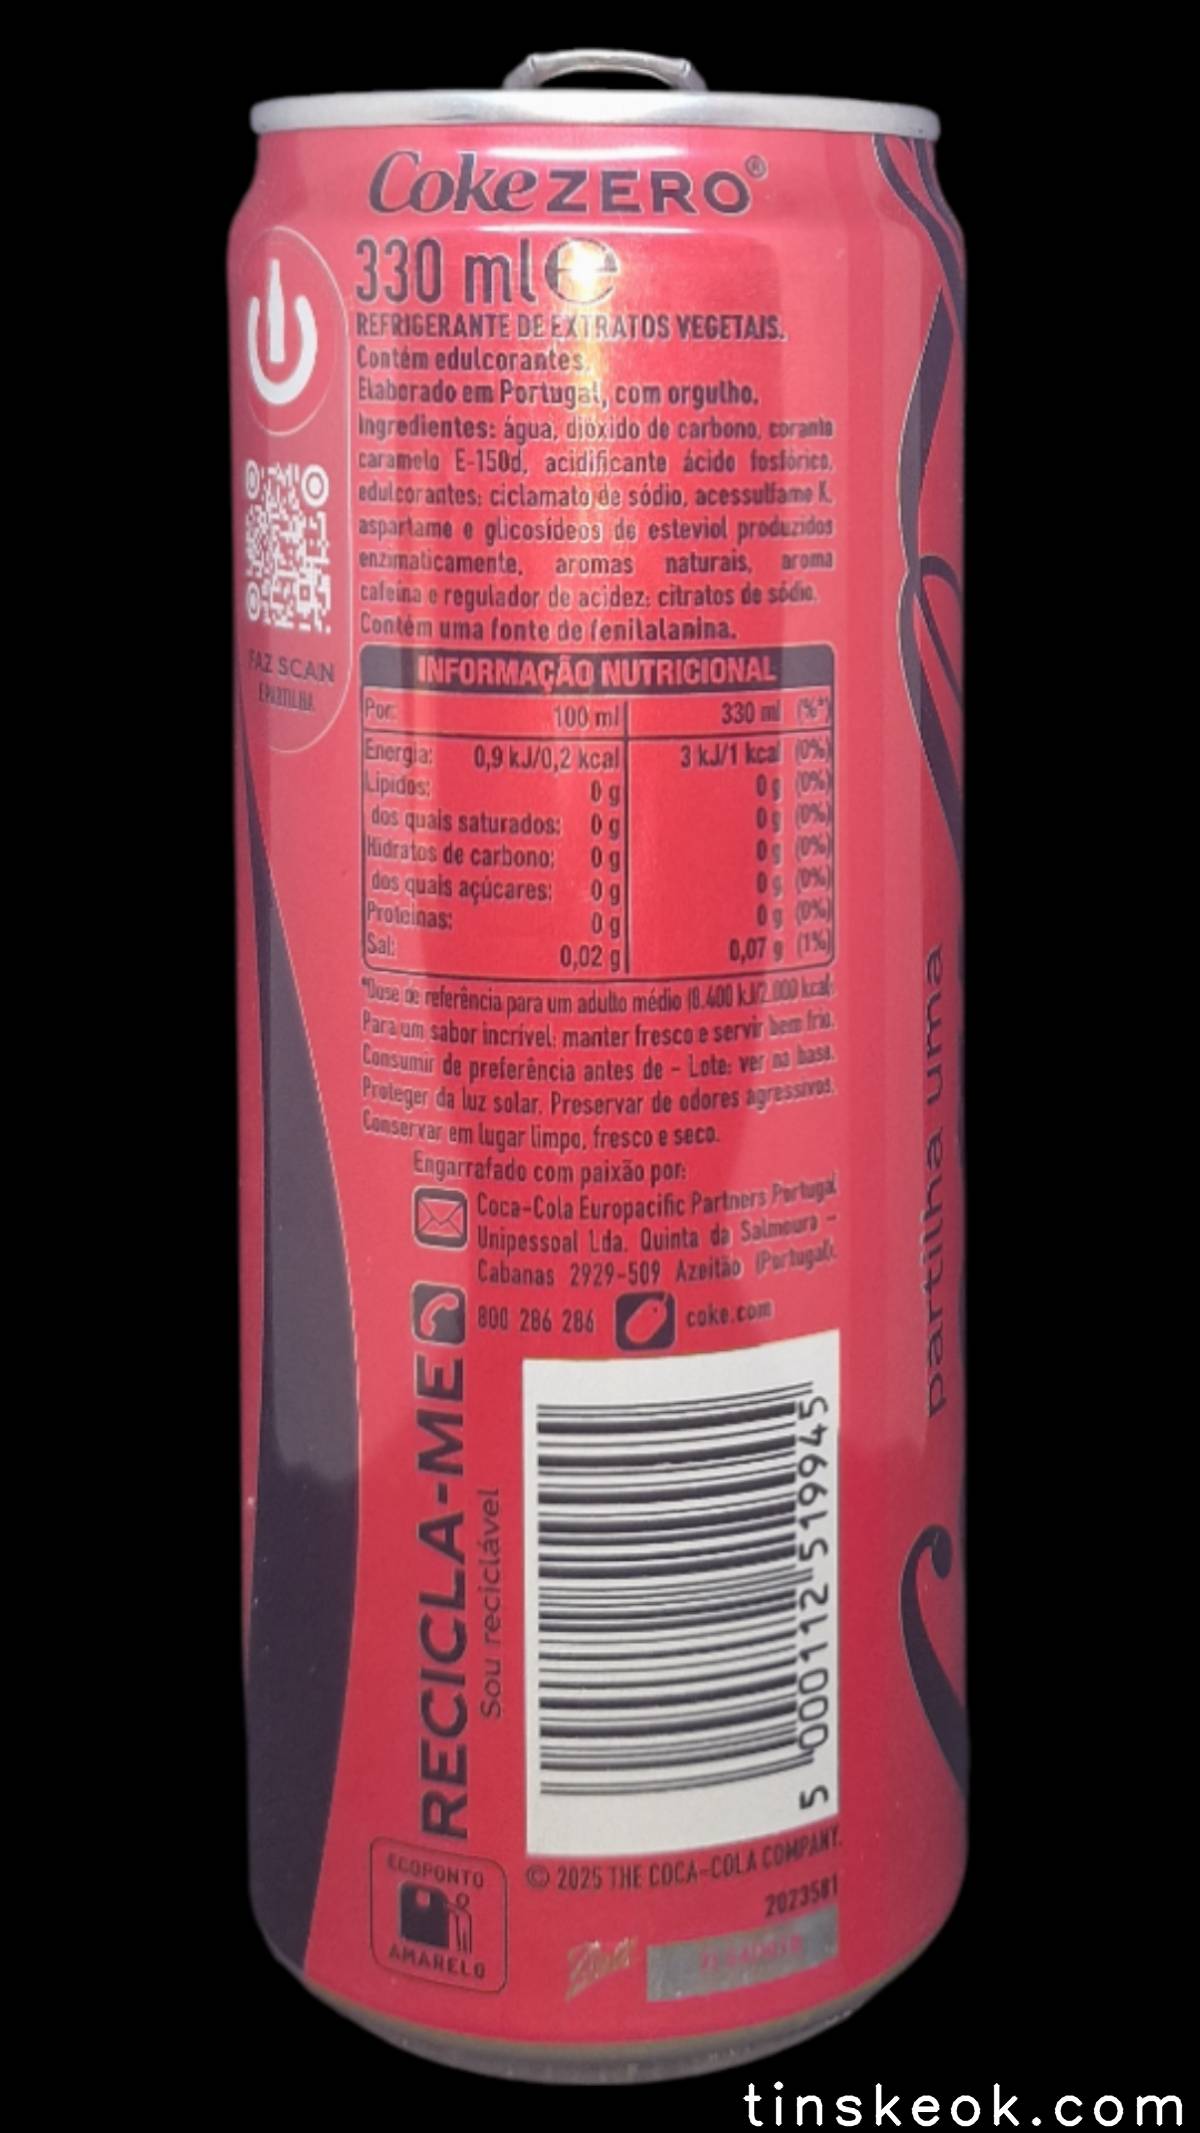 Coke ZERO®
330 ml e
REFRIGERANTE DE EXTRATOS VEGETAIS.
Contém edulcorantes.
Elaborado em Portugal, com orgulho.
Ingredientes: água, dióxido de carbono, corante
caramelo E-150d, acidificante ácido fosfórico,
edulcorantes: ciclamato de sódio, acessulfame K,
aspartame e glicosídeos de esteviol produzidos
enzimaticamente, aromas naturais, aroma
cafeína e regulador de acidez: citratos de sódio.
Contém uma fonte de fenilalanina.
FAZ SCAN
E PARTILHA
INFORMAÇÃO NUTRICIONAL
Por: 100 ml 330 ml (%*)
Energia: 0,9 kJ/0,2 kcal 3 kJ/1 kcal (0%)
Lípidos: 0 g 0 g (0%)
dos quais saturados: 0 g 0 g (0%)
Hidratos de carbono: 0 g 0 g (0%)
dos quais açúcares: 0 g 0 g (0%)
Proteínas: 0 g 0 g (0%)
Sal: 0,02 g 0,07 g (1%)
*Dose de referência para um adulto médio (8.400 kJ/2.000 kcal).
Para um sabor incrível: manter fresco e servir bem frio.
Consumir de preferência antes de - Lote: ver na base.
Proteger da luz solar. Preservar de odores agressivos.
Conservar em lugar limpo, fresco e seco.
Engarrafado com paixão por:
Coca-Cola Europacific Partners Portugal
Unipessoal Lda. Quinta da Salmoura -
Cabanas 2929-509 Azeitão (Portugal).
800 286 286 coke.com
partilha uma
RECICLA-ME
Sou reciclável
5 000112 519945
ECOPONTO
AMARELO
© 2025 THE COCA-COLA COMPANY.
2023581
Ball
tinskeok.com